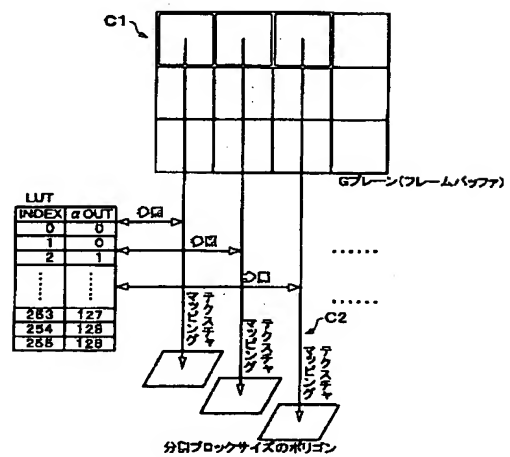 C1
Gプレーン(フレームバッファ)
LUT
INDEX α OUT
0 0
1 0
2 1
253 127
254 128
255 128
テクスチャ
マッピング
テクスチャ
マッピング
テクスチャ
マッピング
C2
分割ブロックサイズのポリゴン